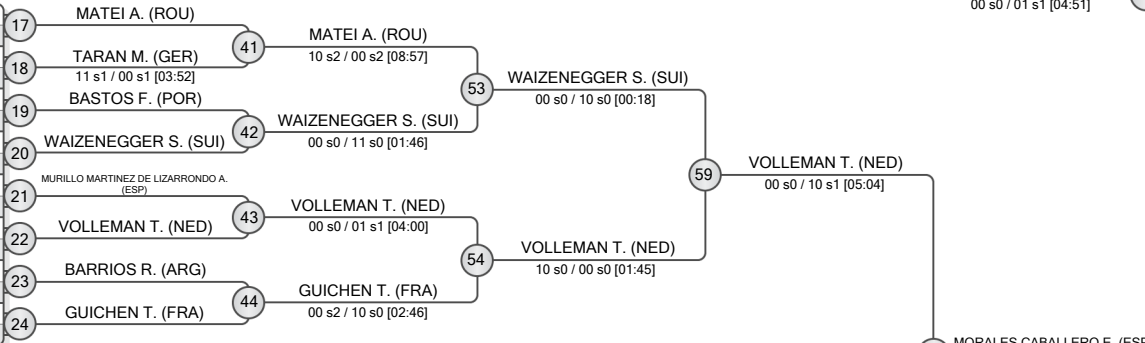 00 s0 / 01 s1 [04:51]
17
MATEI A. (ROU)
18
TARAN M. (GER)
11 s1 / 00 s1 [03:52]
19
BASTOS F. (POR)
20
WAIZENEGGER S. (SUI)
21
MURILLO MARTINEZ DE LIZARRONDO A.
(ESP)
22
VOLLEMAN T. (NED)
23
BARRIOS R. (ARG)
24
GUICHEN T. (FRA)
41
MATEI A. (ROU)
10 s2 / 00 s2 [08:57]
42
WAIZENEGGER S. (SUI)
00 s0 / 11 s0 [01:46]
43
VOLLEMAN T. (NED)
00 s0 / 01 s1 [04:00]
44
GUICHEN T. (FRA)
00 s2 / 10 s0 [02:46]
53
WAIZENEGGER S. (SUI)
00 s0 / 10 s0 [00:18]
54
VOLLEMAN T. (NED)
10 s0 / 00 s0 [01:45]
59
VOLLEMAN T. (NED)
00 s0 / 10 s1 [05:04]
MORALES CABALLERO E. (ESP